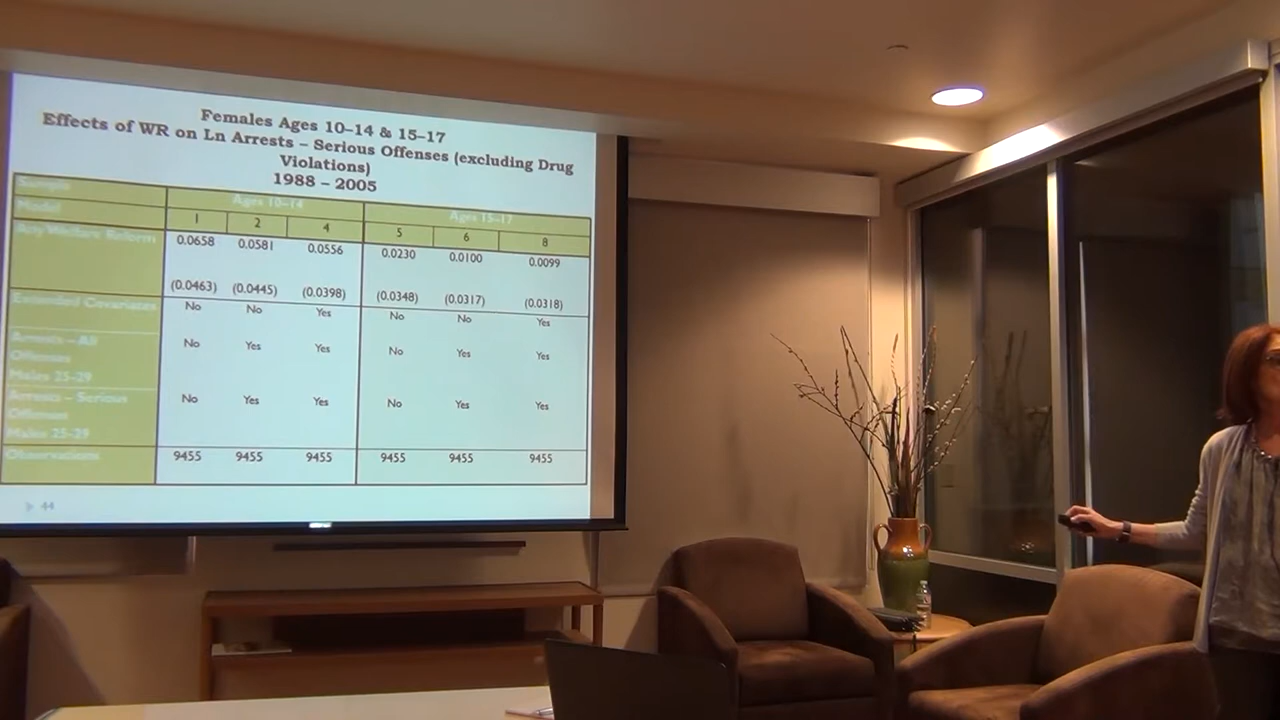 Females Ages 10–14 & 15–17
Effects of WR on Ln Arrests – Serious Offenses (excluding Drug
Violations)
1988 – 2005
Sample Ages 10–14 Ages 15–17
Model 1 2 4 5 6 8
Any Welfare Reform 0.0658 0.0581 0.0556 0.0230 0.0100 0.0099
(0.0463) (0.0445) (0.0398) (0.0348) (0.0317) (0.0318)
Extended Covariates No No Yes No No Yes
Arrests – All No Yes Yes No Yes Yes
Offenses
Males 25-29
Arrests – Serious No Yes Yes No Yes Yes
Offenses
Males 25-29
Observations 9455 9455 9455 9455 9455 9455
44